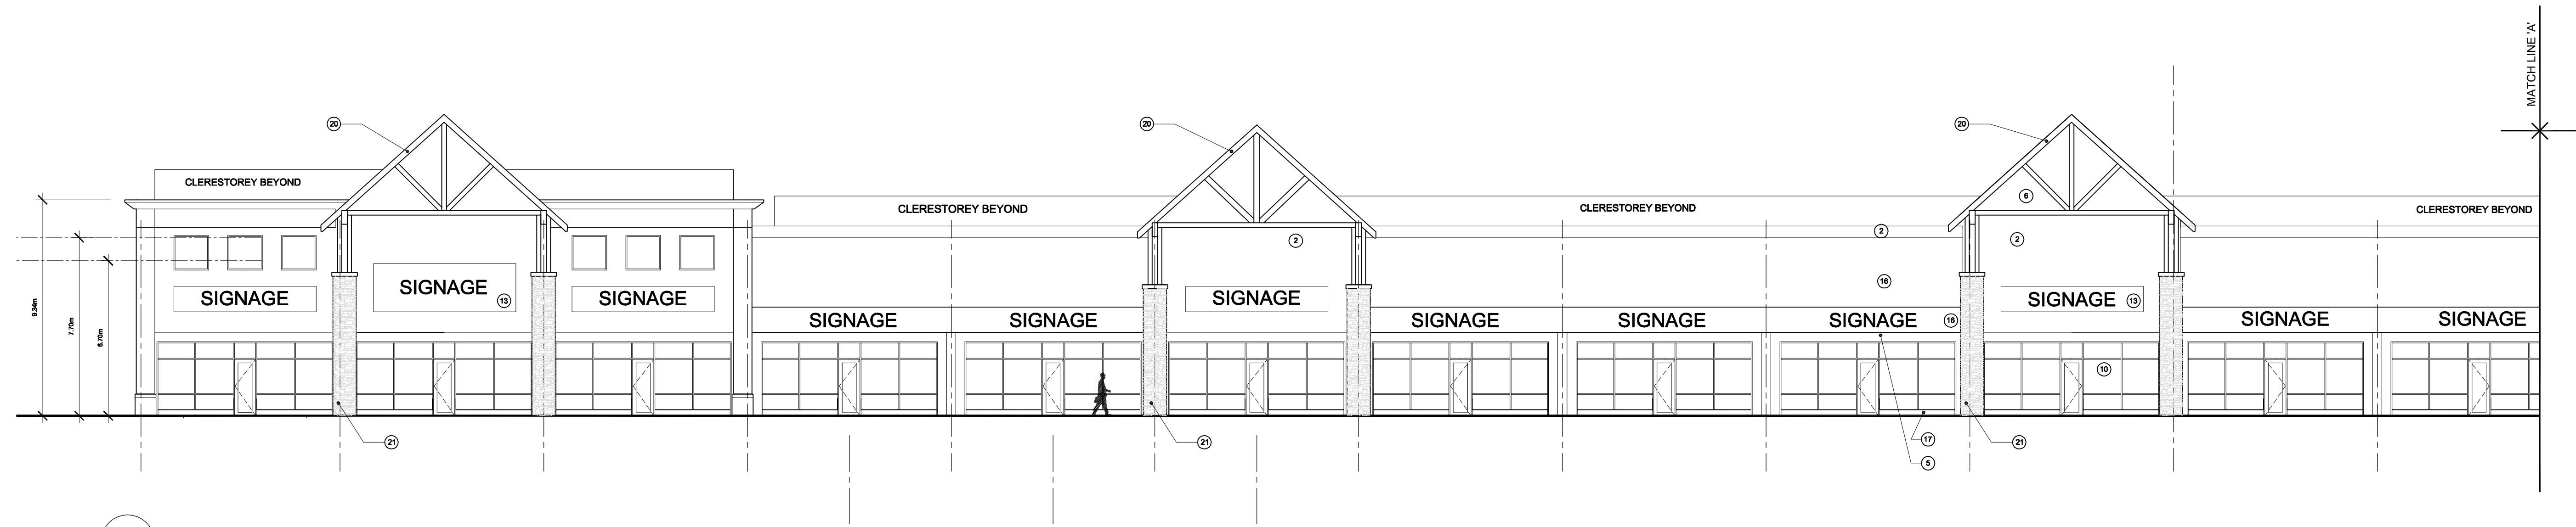 MATCH LINE 'A'
20
20
20
CLERESTOREY BEYOND
6
CLERESTOREY BEYOND
CLERESTOREY BEYOND
CLERESTOREY BEYOND
2
2
2
9.34m
7.70m
6.70m
SIGNAGE
SIGNAGE
13
SIGNAGE
SIGNAGE
16
SIGNAGE
13
SIGNAGE
SIGNAGE
SIGNAGE
SIGNAGE
SIGNAGE
16
SIGNAGE
SIGNAGE
5
10
17
21
21
21